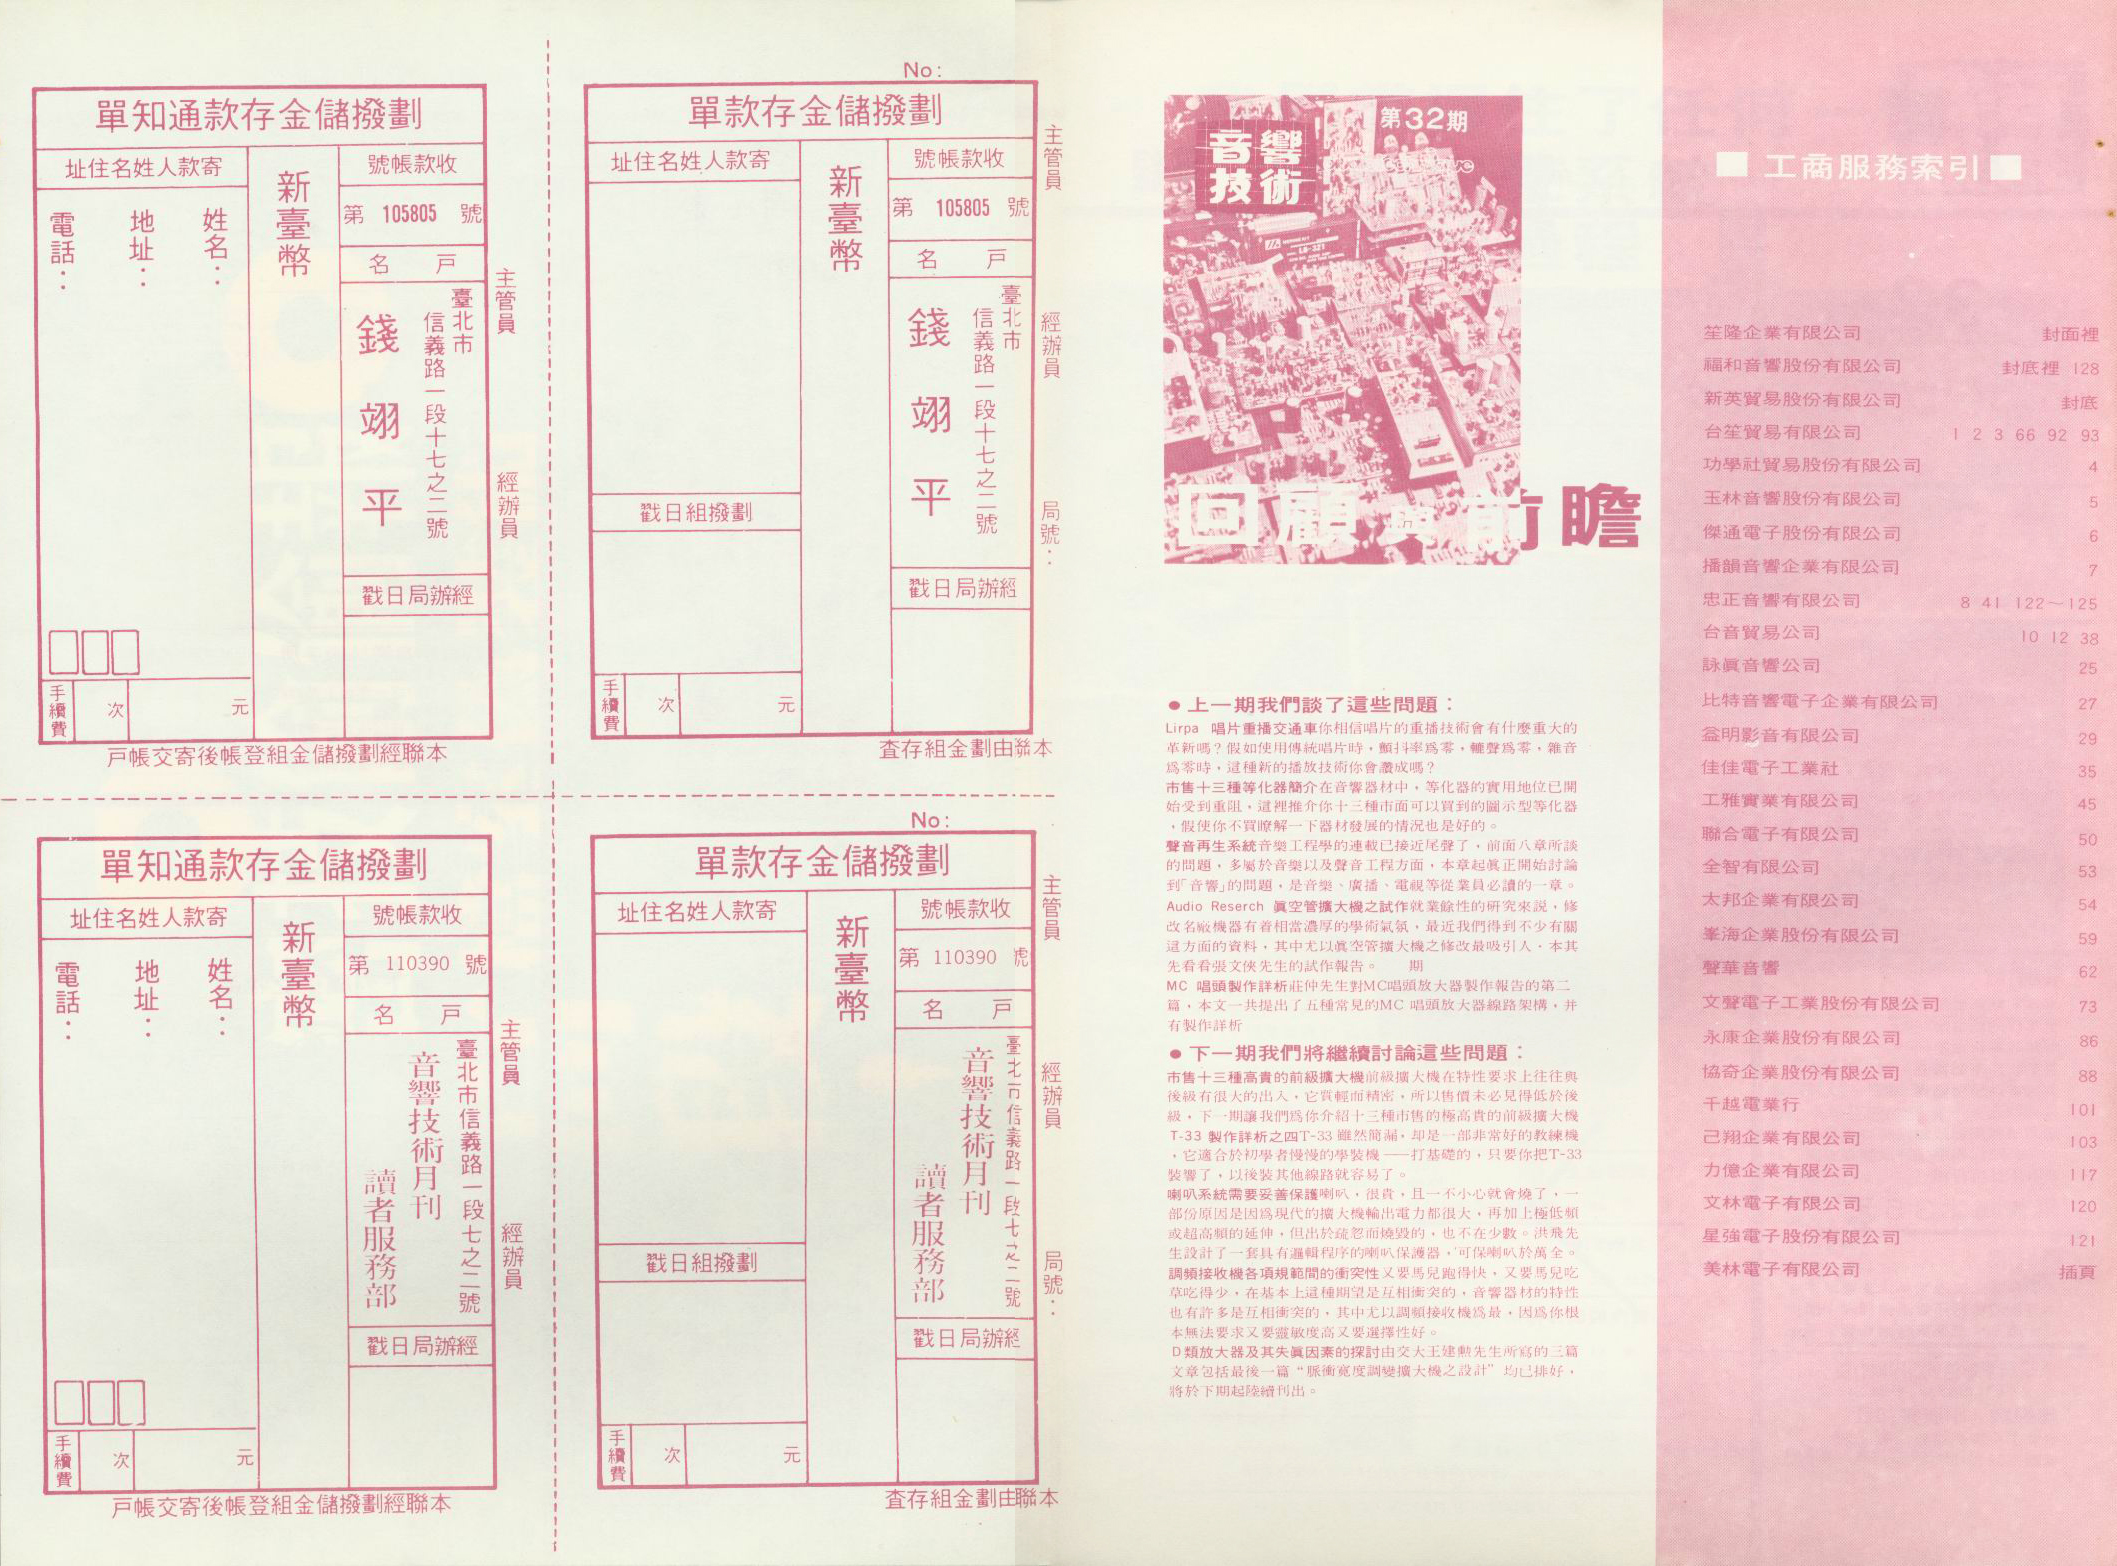 劃撥儲金存款通知單
寄款人姓名住址
新臺幣
收款帳號
第 105805 號
姓名：
地址：
電話：
戶 名
臺北市
信義路一段十七之二號
錢翊平
經辦局日戳
手續費
次
元
主管員
經辦員
本聯經劃撥儲金組登帳後寄交帳戶
No:
劃撥儲金存款單
寄款人姓名住址
新臺幣
收款帳號
第 105805 號
戶 名
臺北市
信義路一段十七之二號
錢翊平
劃撥組日戳
經辦局日戳
手續費
次
元
主管員
經辦員
局號：
本聯由劃金組存查
劃撥儲金存款通知單
寄款人姓名住址
新臺幣
收款帳號
第 110390 號
姓名：
地址：
電話：
戶 名
臺北市信義路一段七之二號
音響技術月刊
讀者服務部
經辦局日戳
手續費
次
元
主管員
經辦員
本聯經劃撥儲金組登帳後寄交帳戶
No:
劃撥儲金存款單
寄款人姓名住址
新臺幣
收款帳號
第 110390 號
戶 名
臺北市信義路一段七之二號
音響技術月刊
讀者服務部
劃撥組日戳
經辦局日戳
手續費
次
元
主管員
經辦員
局號：
本聯由劃金組存查
第32期
音響
技術
回顧與前瞻
●上一期我們談了這些問題：
Lirpa 唱片重播交通車你相信唱片的重播技術會有什麼重大的
革新嗎？假如使用傳統唱片時，顫抖率爲零，轆聲爲零，雜音
爲零時，這種新的播放技術你會讚成嗎？
市售十三種等化器簡介在音響器材中，等化器的實用地位已開
始受到重阻，這裡推介你十三種市面可以買到的圖示型等化器
，假使你不買瞭解一下器材發展的情況也是好的。
聲音再生系統音樂工程學的連載已接近尾聲了，前面八章所談
的問題，多屬於音樂以及聲音工程方面，本章起眞正開始討論
到「音響」的問題，是音樂、廣播、電視等從業員必讀的一章。
Audio Reserch 眞空管擴大機之試作就業餘性的研究來説，修
改名廠機器有着相當濃厚的學術氣氛，最近我們得到不少有關
這方面的資料，其中尤以眞空管擴大機之修改最吸引人，本其
先看看張文俠先生的試作報告。 期
MC 唱頭製作詳析莊仲先生對MC唱頭放大器製作報告的第二
篇，本文一共提出了五種常見的MC 唱頭放大器線路架構，并
有製作詳析
●下一期我們將繼續討論這些問題：
市售十三種高貴的前級擴大機前級擴大機在特性要求上往往與
後級有很大的出入，它質輕而精密，所以售價未必見得低於後
級，下一期讓我們爲你介紹十三種市售的極高貴的前級擴大機
T-33 製作詳析之四T-33 雖然簡漏，却是一部非常好的教練機
，它適合於初學者慢慢的學裝機——打基礎的，只要你把T-33
裝響了，以後裝其他線路就容易了。
喇叭系統需要妥善保護喇叭，很貴，且一不小心就會燒了，一
部份原因是因爲現代的擴大機輸出電力都很大，再加上極低頻
或超高頻的延伸，但出於疏忽而燒毀的，也不在少數。洪飛先
生設計了一套具有邏輯程序的喇叭保護器，可保喇叭於萬全。
調頻接收機各項規範間的衝突性又要馬兒跑得快，又要馬兒吃
草吃得少，在基本上這種期望是互相衝突的，音響器材的特性
也有許多是互相衝突的，其中尤以調頻接收機爲最，因爲你根
本無法要求又要靈敏度高又要選擇性好。
D類放大器及其失眞因素的探討由交大王建勳先生所寫的三篇
文章包括最後一篇“脈衝寬度調變擴大機之設計”均已排好，
將於下期起陸續刊出。
■ 工商服務索引 ■
笙隆企業有限公司 封面裡
福和音響股份有限公司 封底裡 128
新英貿易股份有限公司 封底
台笙貿易有限公司 1 2 3 66 92 93
功學社貿易股份有限公司 4
玉林音響股份有限公司 5
傑通電子股份有限公司 6
播韻音響企業有限公司 7
忠正音響有限公司 8 41 122～125
台音貿易公司 10 12 38
詠眞音響公司 25
比特音響電子企業有限公司 27
益明影音有限公司 29
佳佳電子工業社 35
工雅實業有限公司 45
聯合電子有限公司 50
全智有限公司 53
太邦企業有限公司 54
峯海企業股份有限公司 59
聲華音響 62
文聲電子工業股份有限公司 73
永康企業股份有限公司 86
協奇企業股份有限公司 88
千越電業行 101
己翔企業有限公司 103
力億企業有限公司 117
文林電子有限公司 120
星強電子股份有限公司 121
美林電子有限公司 插頁